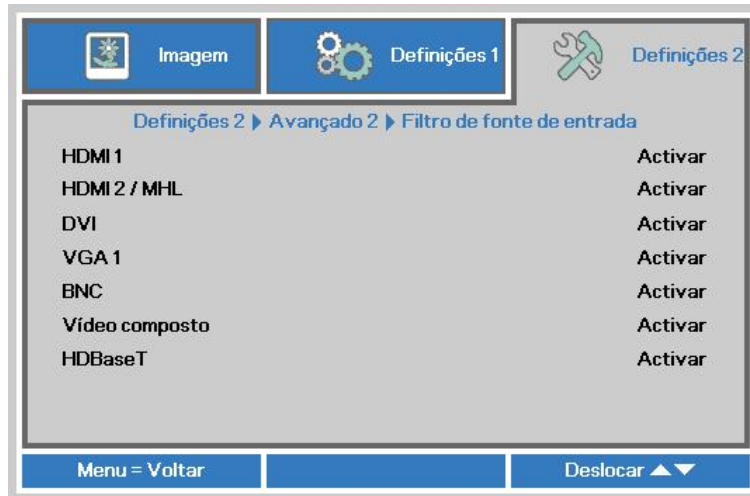 Imagem
Definições 1
Definições 2
Definições 2 ▶ Avançado 2 ▶ Filtro de fonte de entrada
HDMI 1 Activar
HDMI 2 / MHL Activar
DVI Activar
VGA 1 Activar
BNC Activar
Vídeo composto Activar
HDBaseT Activar
Menu = Voltar Deslocar ▲▼